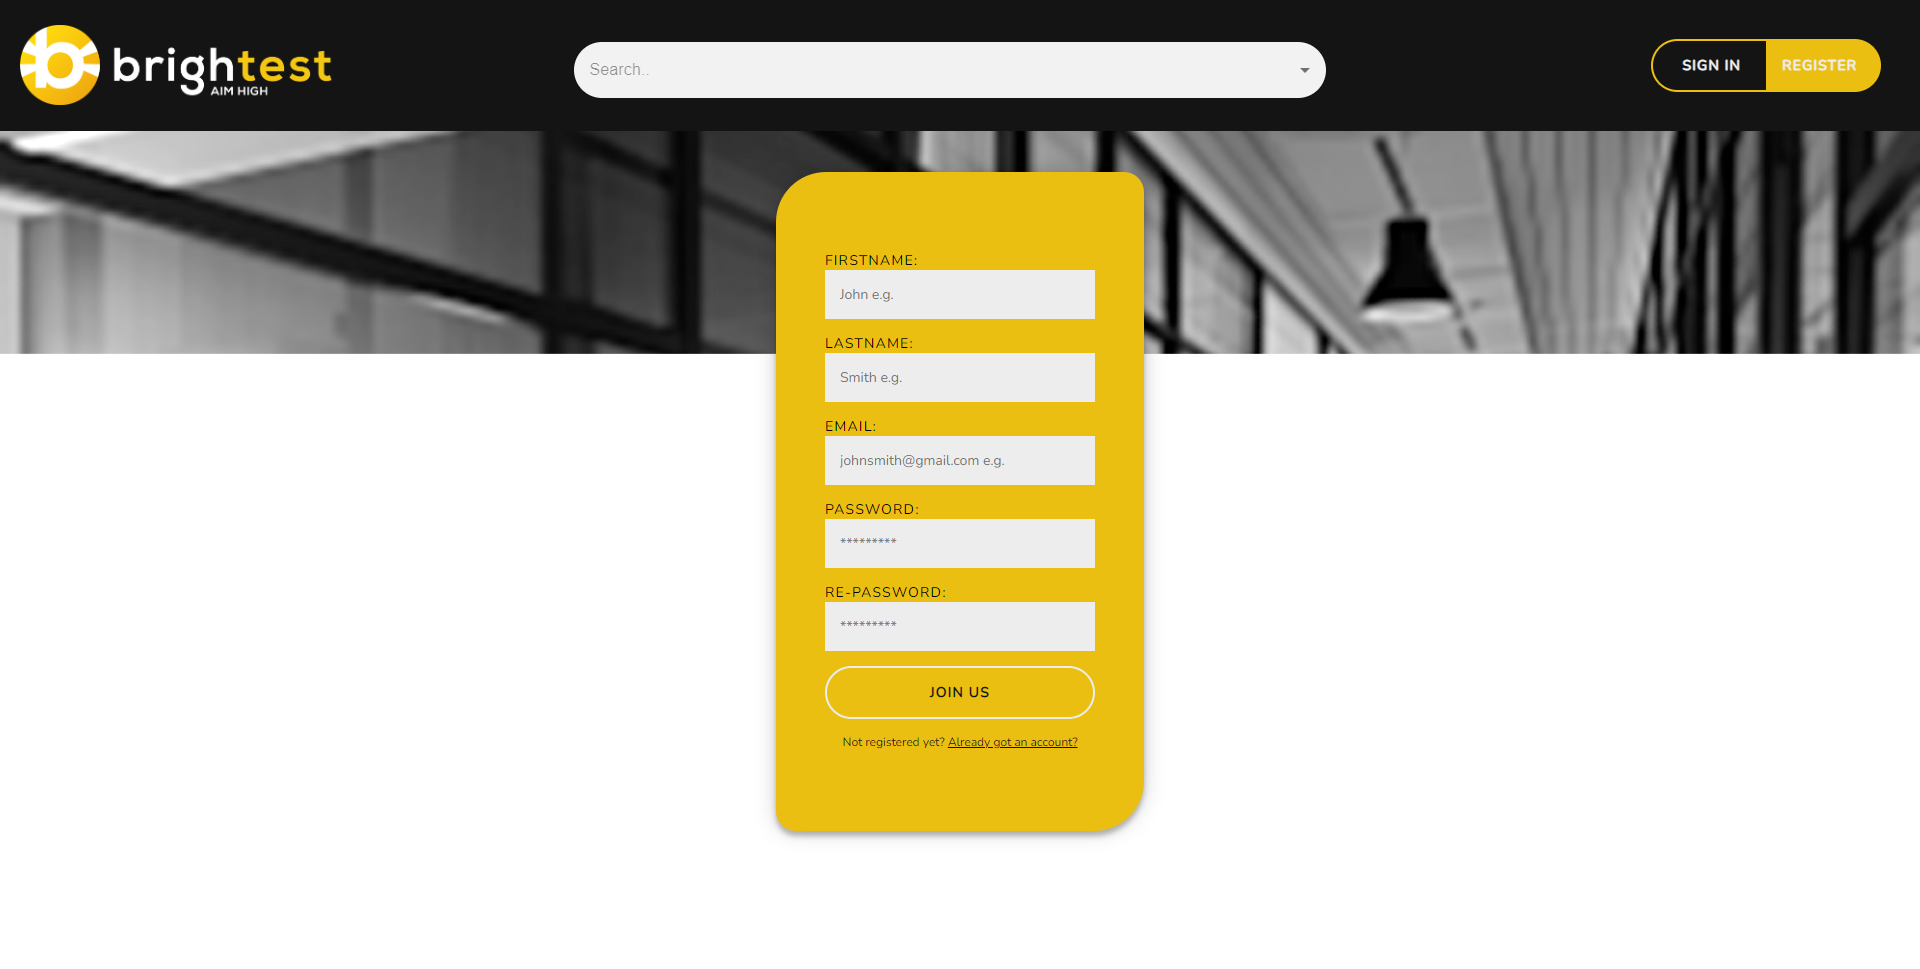 brightest
AIM HIGH
Search..
SIGN IN
REGISTER
FIRSTNAME:
John e.g.
LASTNAME:
Smith e.g.
EMAIL:
johnsmith@gmail.com e.g.
PASSWORD:
*********
RE-PASSWORD:
*********
JOIN US
Not registered yet? Already got an account?